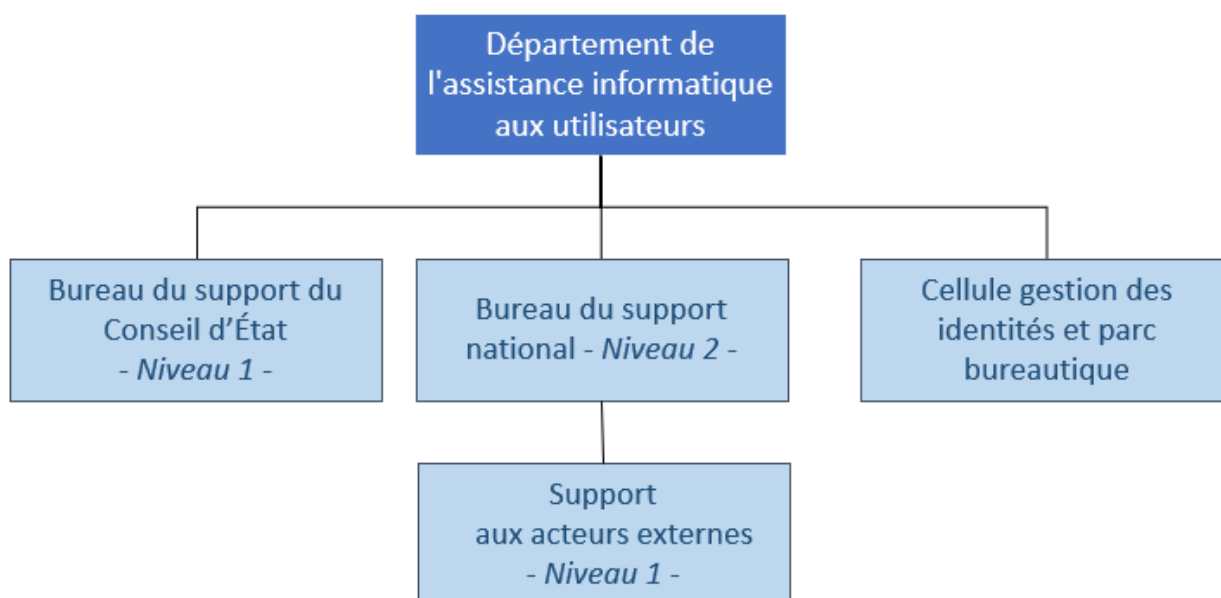 Département de
l'assistance informatique
aux utilisateurs
Bureau du support du
Conseil d’État
- Niveau 1 -
Bureau du support
national - Niveau 2 -
Cellule gestion des
identités et parc
bureautique
Support
aux acteurs externes
- Niveau 1 -